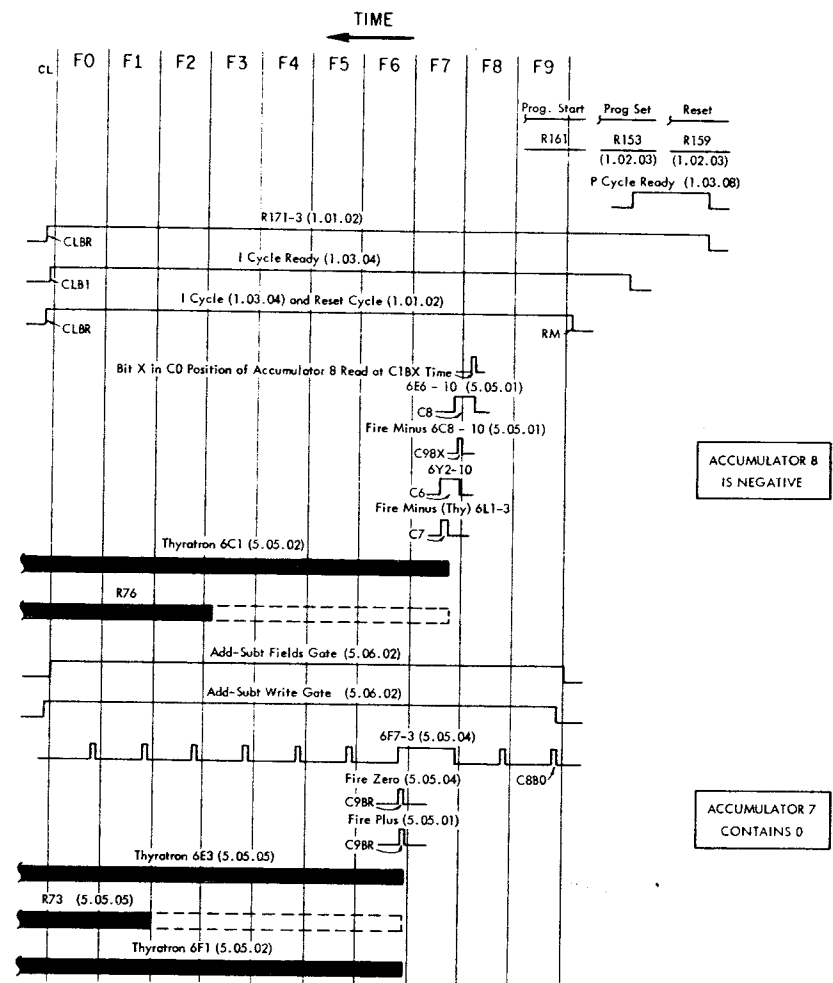 TIME
CL F0 F1 F2 F3 F4 F5 F6 F7 F8 F9
Prog. Start Prog Set Reset
R161 R153 R159
(1.02.03) (1.02.03)
P Cycle Ready (1.03.08)
R171-3 (1.01.02)
CLBR
I Cycle Ready (1.03.04)
CLB1
I Cycle (1.03.04) and Reset Cycle (1.01.02)
CLBR
RM
Bit X in C0 Position of Accumulator 8 Read at C1BX Time
6E6 - 10 (5.05.01)
C8
Fire Minus 6C8 - 10 (5.05.01)
C9BX
6Y2-10
C6
Fire Minus (Thy) 6L1-3
C7
ACCUMULATOR 8
IS NEGATIVE
Thyratron 6C1 (5.05.02)
R76
Add-Subt Fields Gate (5.06.02)
Add-Subt Write Gate (5.06.02)
6F7-3 (5.05.04)
C8B0
Fire Zero (5.05.04)
C9BR
Fire Plus (5.05.01)
C9BR
ACCUMULATOR 7
CONTAINS 0
Thyratron 6E3 (5.05.05)
R73 (5.05.05)
Thyratron 6F1 (5.05.02)